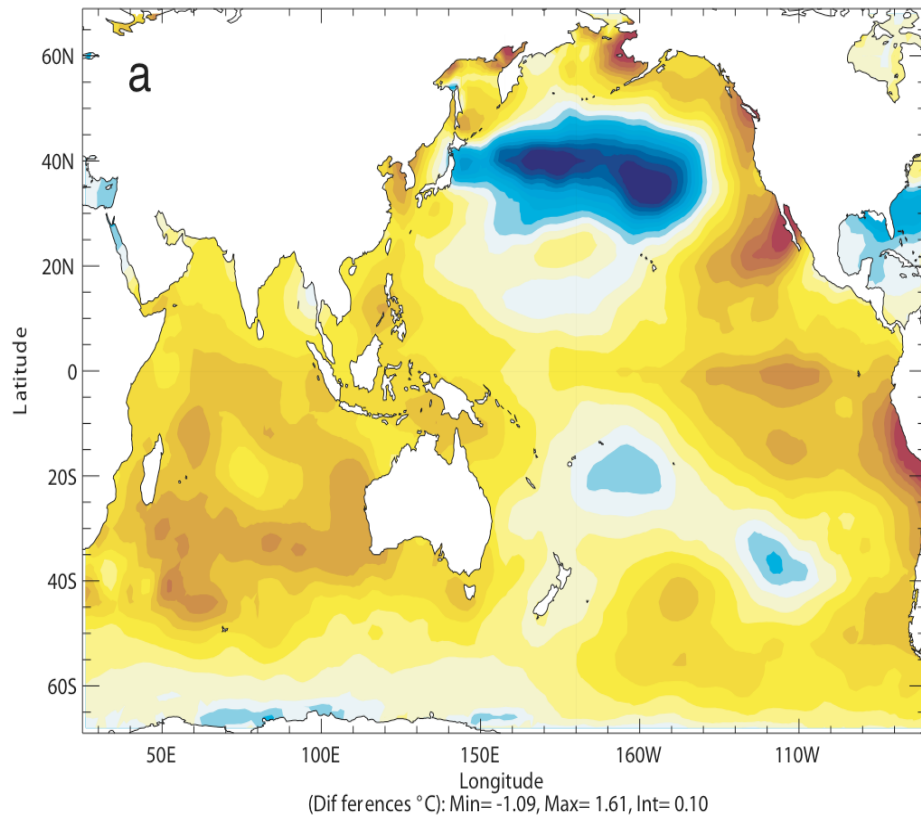 a
60N
40N
20N
0
20S
40S
60S
Latitude
50E 100E 150E 160W 110W
Longitude
(Dif ferences °C): Min= -1.09, Max= 1.61, Int= 0.10